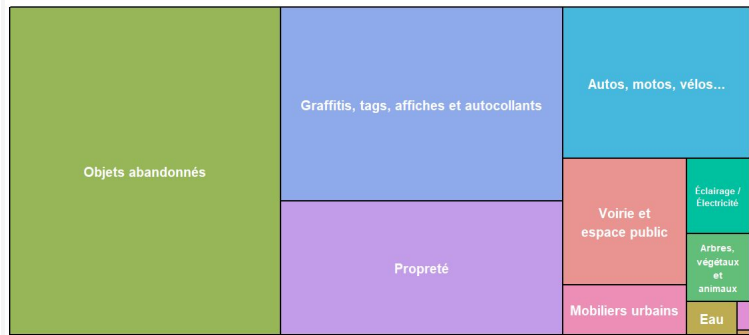 Objets abandonnés
Graffitis, tags, affiches et autocollants
Propreté
Autos, motos, vélos...
Voirie et
espace public
Mobiliers urbains
Éclairage /
Électricité
Arbres,
végétaux
et
animaux
Eau